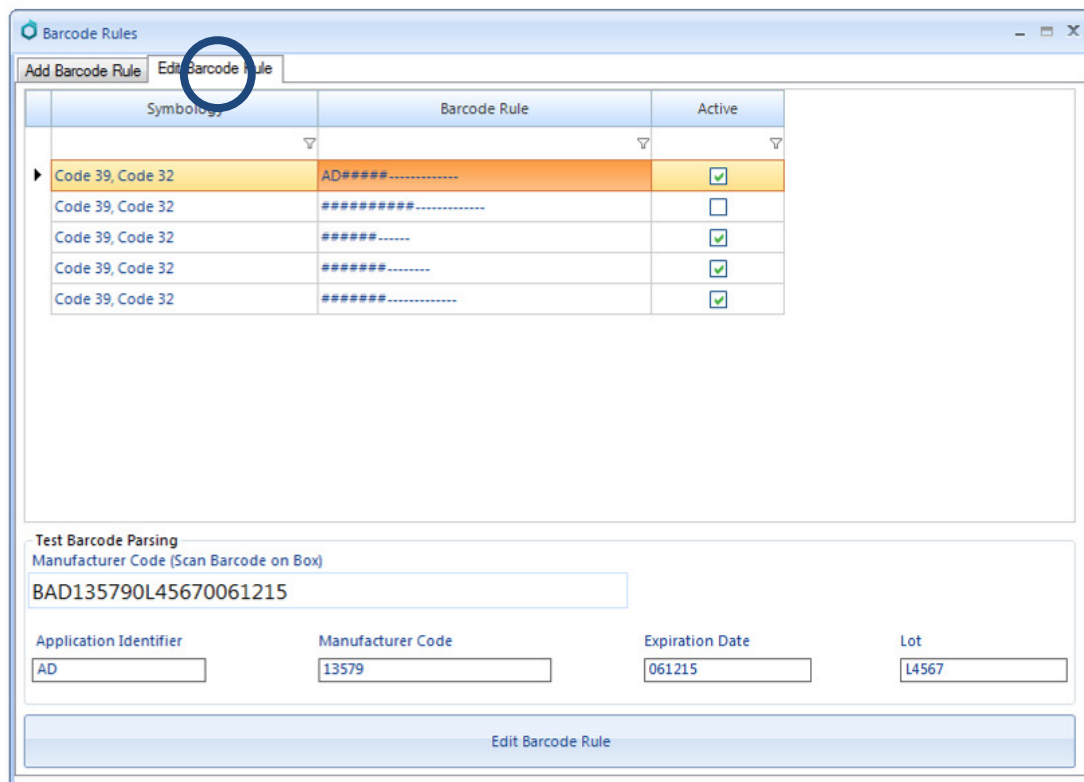 Barcode Rules
Add Barcode Rule Edit Barcode Rule
Symbology Barcode Rule Active
Code 39, Code 32 AD#####-------------
Code 39, Code 32 ##########-------------
Code 39, Code 32 ######------
Code 39, Code 32 #######--------
Code 39, Code 32 #######-------------
Test Barcode Parsing
Manufacturer Code (Scan Barcode on Box)
BAD135790L45670061215
Application Identifier Manufacturer Code Expiration Date Lot
AD 13579 061215 L4567
Edit Barcode Rule